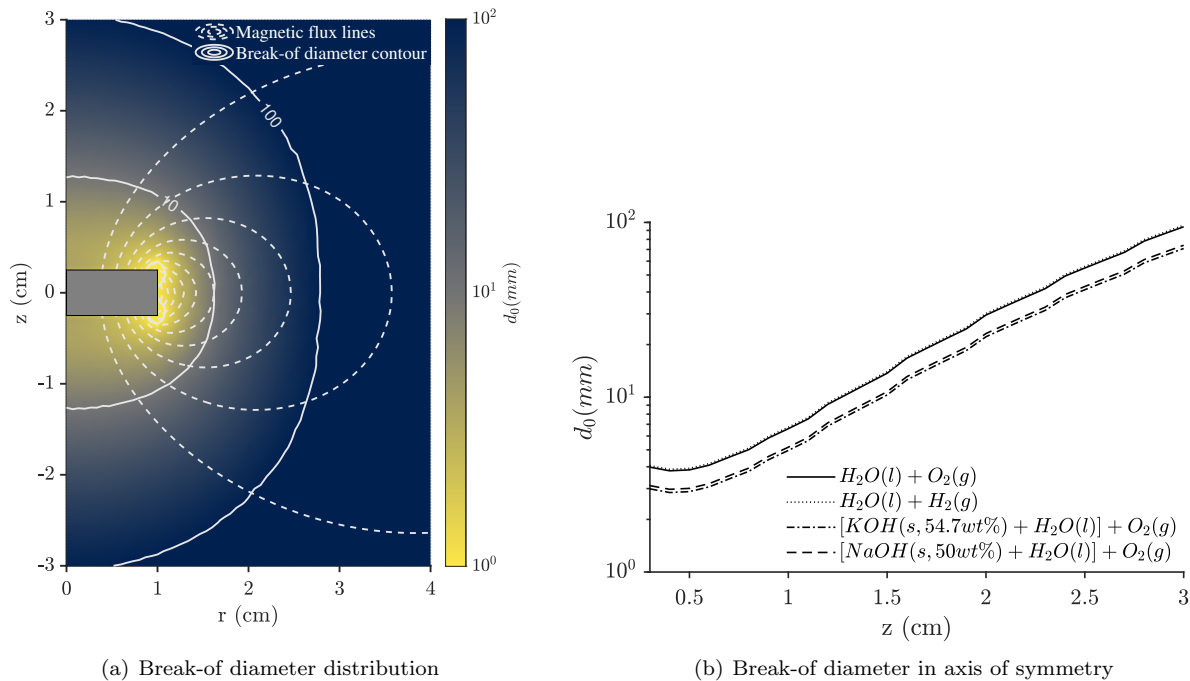 Magnetic flux lines
Break-of diameter contour
100
10
3
2
1
0
-1
-2
-3
z (cm)
0
1
2
3
4
r (cm)
10^2
10^1
10^0
d_0(mm)
(a) Break-of diameter distribution
10^2
10^1
10^0
d_0(mm)
H_2O(l) + O_2(g)
H_2O(l) + H_2(g)
[KOH(s, 54.7wt%) + H_2O(l)] + O_2(g)
[NaOH(s, 50wt%) + H_2O(l)] + O_2(g)
0.5
1
1.5
2
2.5
3
z (cm)
(b) Break-of diameter in axis of symmetry